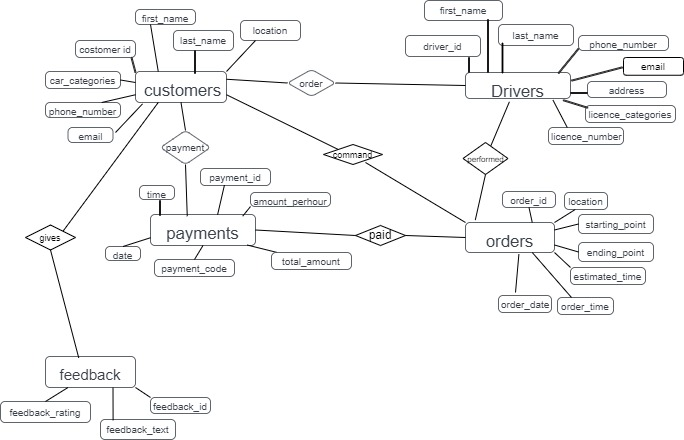 first_name
first_name
location
last_name
last_name
driver_id
phone_number
costomer id
email
car_categories
customers
order
Drivers
address
phone_number
licence_categories
email
licence_number
payment
command
performed
payment_id
time
amount_perhour
order_id
location
starting_point
gives
payments
paid
orders
date
ending_point
payment_code
total_amount
estimated_time
order_date
order_time
feedback
feedback_rating
feedback_id
feedback_text